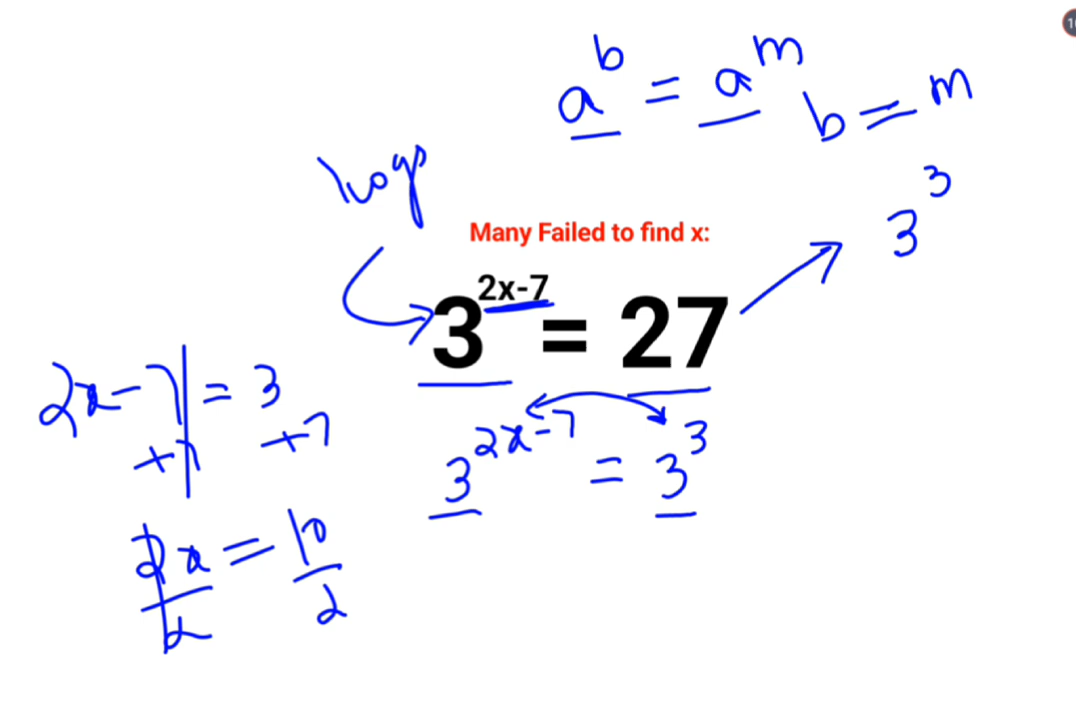 a^b = a^m
b = m
logs
3^3
Many Failed to find x:
3^2x-7 = 27
2x-7 = 3
+7 +7
3^2x-7 = 3^3
2x/2 = 10/2